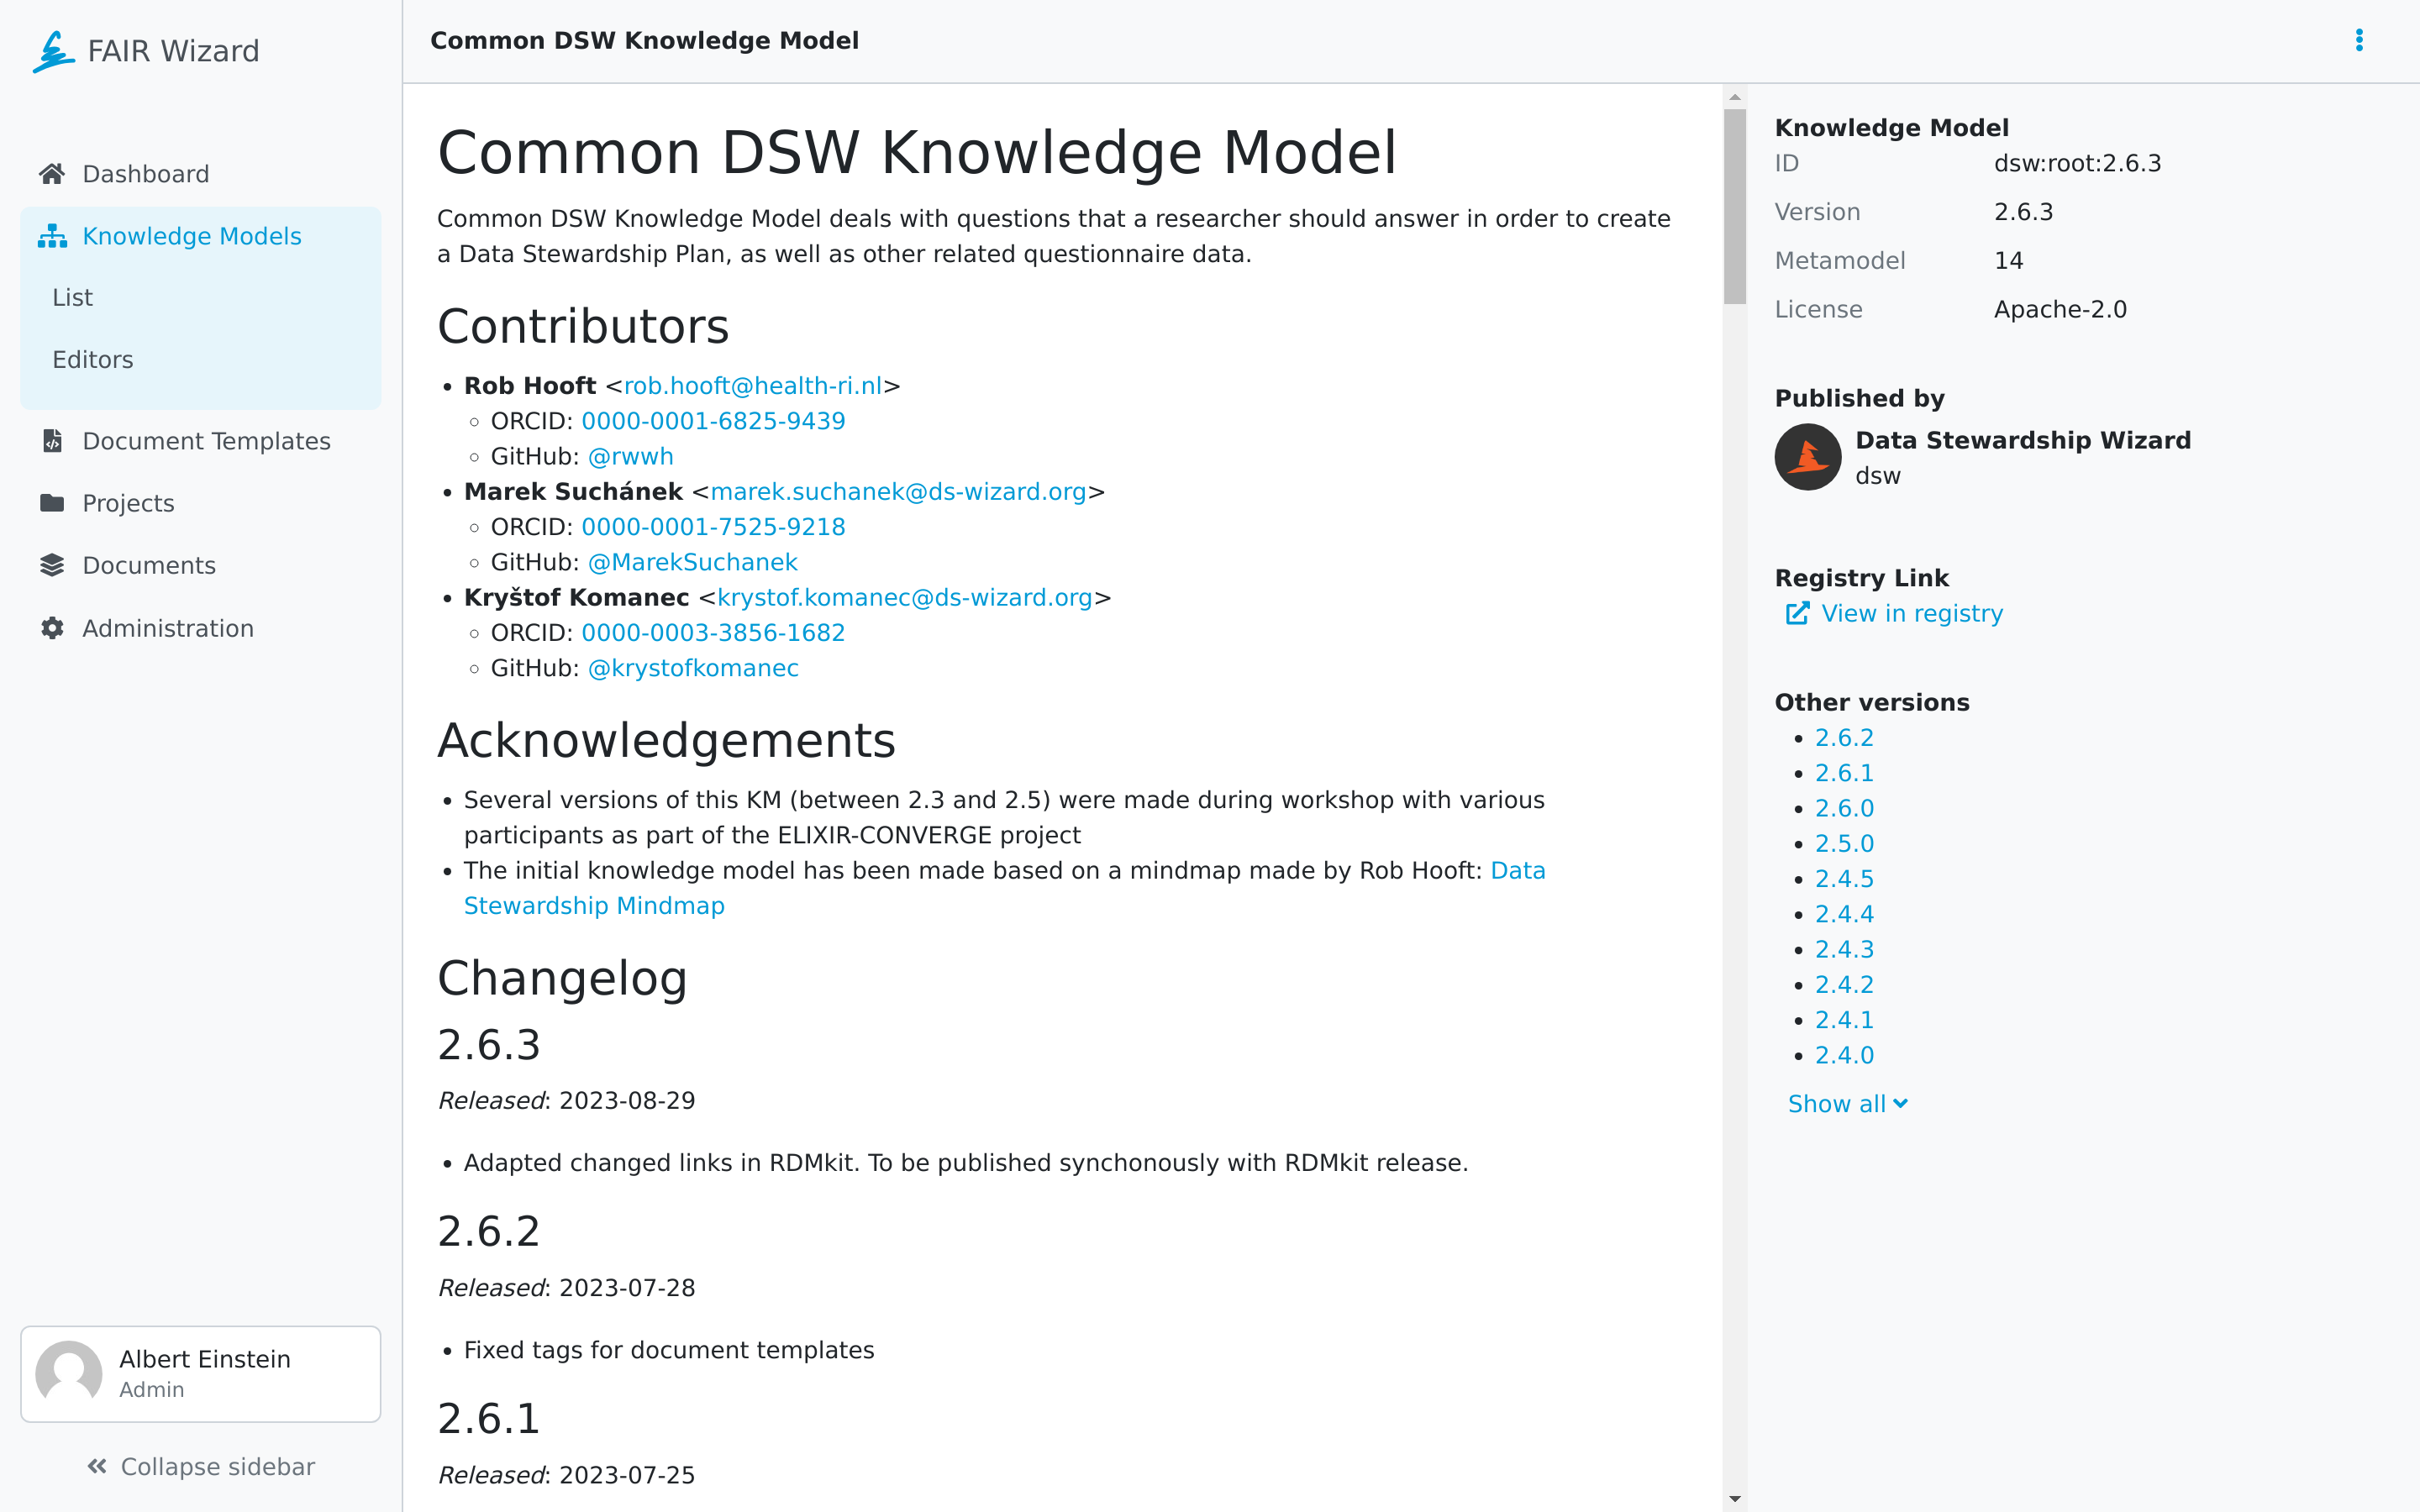 FAIR Wizard
Dashboard
Knowledge Models
List
Editors
Document Templates
Projects
Documents
Administration
Albert Einstein
Admin
Collapse sidebar
Common DSW Knowledge Model
Common DSW Knowledge Model
Common DSW Knowledge Model deals with questions that a researcher should answer in order to create
a Data Stewardship Plan, as well as other related questionnaire data.
Contributors
• Rob Hooft <rob.hooft@health-ri.nl>
◦ ORCID: 0000-0001-6825-9439
◦ GitHub: @rwwh
• Marek Suchánek <marek.suchanek@ds-wizard.org>
◦ ORCID: 0000-0001-7525-9218
◦ GitHub: @MarekSuchanek
• Kryštof Komanec <krystof.komanec@ds-wizard.org>
◦ ORCID: 0000-0003-3856-1682
◦ GitHub: @krystofkomanec
Acknowledgements
• Several versions of this KM (between 2.3 and 2.5) were made during workshop with various
participants as part of the ELIXIR-CONVERGE project
• The initial knowledge model has been made based on a mindmap made by Rob Hooft: Data
Stewardship Mindmap
Changelog
2.6.3
Released: 2023-08-29
• Adapted changed links in RDMkit. To be published synchonously with RDMkit release.
2.6.2
Released: 2023-07-28
• Fixed tags for document templates
2.6.1
Released: 2023-07-25
Knowledge Model
ID dsw:root:2.6.3
Version 2.6.3
Metamodel 14
License Apache-2.0
Published by
Data Stewardship Wizard
dsw
Registry Link
View in registry
Other versions
• 2.6.2
• 2.6.1
• 2.6.0
• 2.5.0
• 2.4.5
• 2.4.4
• 2.4.3
• 2.4.2
• 2.4.1
• 2.4.0
Show all